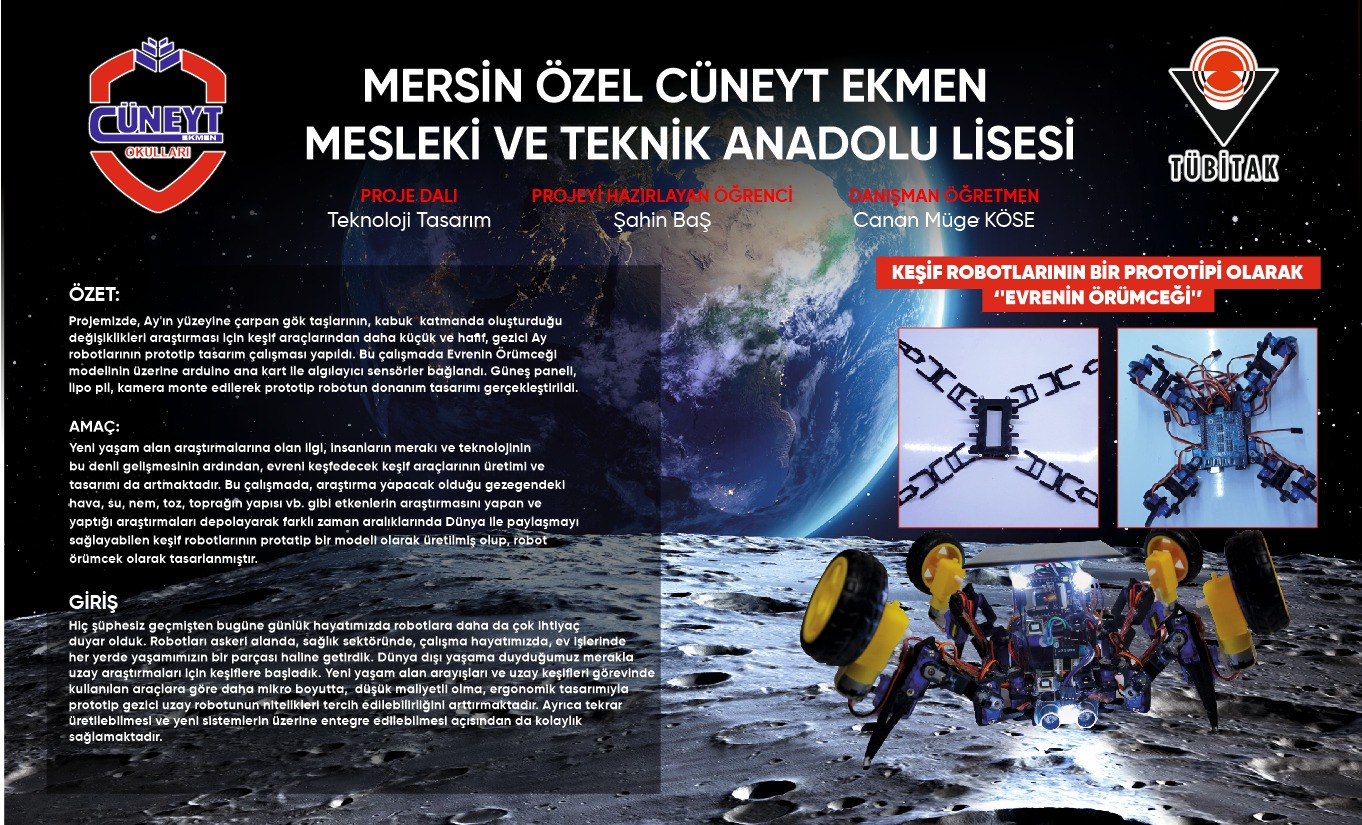 CÜNEYT
EKMEN
OKULLARI
MERSİN ÖZEL CÜNEYT EKMEN
MESLEKİ VE TEKNİK ANADOLU LİSESİ
TÜBİTAK
PROJE DALI
Teknoloji Tasarım
PROJEYİ HAZIRLAYAN ÖĞRENCİ
Şahin BaŞ
DANIŞMAN ÖĞRETMEN
Canan Müge KÖSE
KEŞİF ROBOTLARININ BİR PROTOTİPİ OLARAK
‘'EVRENİN ÖRÜMCEĞİ’’
ÖZET:
Projemizde, Ay'ın yüzeyine çarpan gök taşlarının, kabuk katmanda oluşturduğu
değişiklikleri araştırması için keşif araçlarından daha küçük ve hafif, gezici Ay
robotlarının prototip tasarım çalışması yapıldı. Bu çalışmada Evrenin Örümceği
modelinin üzerine arduino ana kart ile algılayıcı sensörler bağlandı. Güneş paneli,
lipo pil, kamera monte edilerek prototip robotun donanım tasarımı gerçekleştirildi.
AMAÇ:
Yeni yaşam alan araştırmalarına olan ilgi, insanların merakı ve teknolojinin
bu denli gelişmesinin ardından, evreni keşfedecek keşif araçlarının üretimi ve
tasarımı da artmaktadır. Bu çalışmada, araştırma yapacak olduğu gezegendeki
hava, su, nem, toz, toprağın yapısı vb. gibi etkenlerin araştırmasını yapan ve
yaptığı araştırmaları depolayarak farklı zaman aralıklarında Dünya ile paylaşmayı
sağlayabilen keşif robotlarının protatip bir modeli olarak üretilmiş olup, robot
örümcek olarak tasarlanmıştır.
GİRİŞ
Hiç şüphesiz geçmişten bugüne günlük hayatımızda robotlara daha da çok ihtiyaç
duyar olduk. Robotları askeri alanda, sağlık sektöründe, çalışma hayatımızda, ev işlerinde
her yerde yaşamımızın bir parçası haline getirdik. Dünya dışı yaşama duyduğumuz merakla
uzay araştırmaları için keşiflere başladık. Yeni yaşam alan arayışları ve uzay keşifleri görevinde
kullanılan araçlara göre daha mikro boyutta, düşük maliyetli olma, ergonomik tasarımıyla
prototip gezici uzay robotunun nitelikleri tercih edilebilirliğini arttırmaktadır. Ayrıca tekrar
üretilebilmesi ve yeni sistemlerin üzerine entegre edilebilmesi açısından da kolaylık
sağlamaktadır.